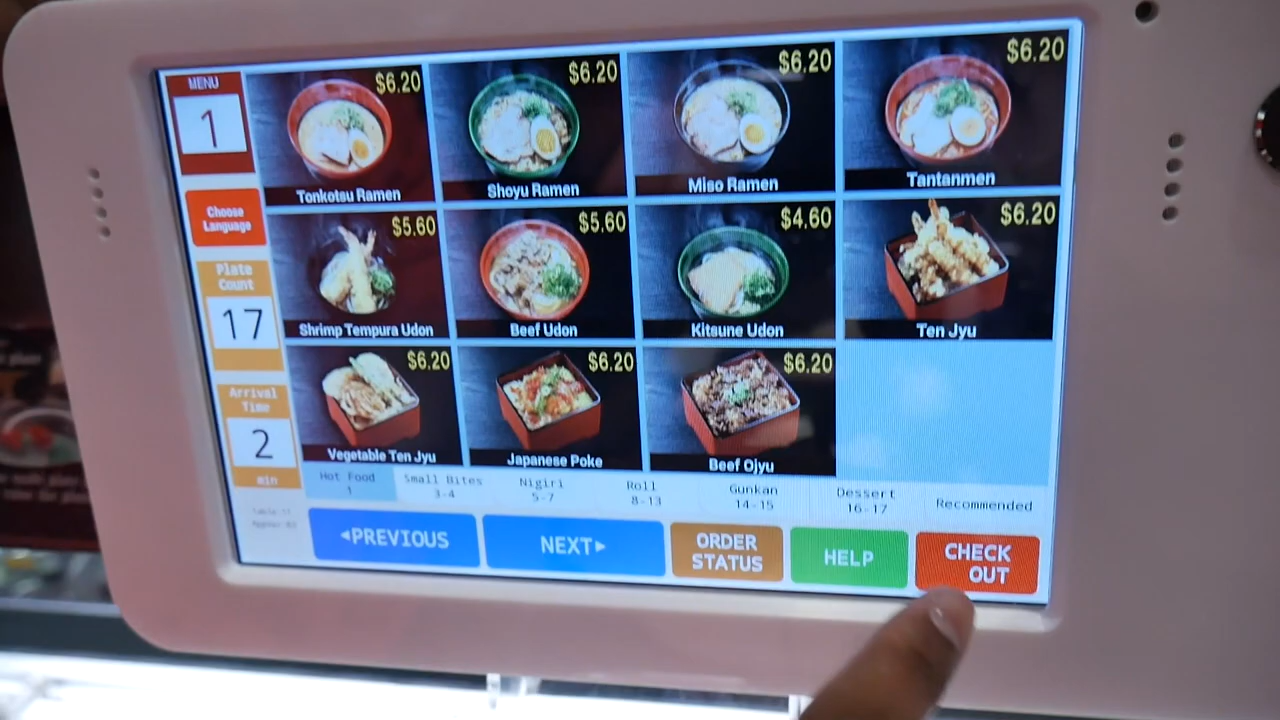 MENU
1
Choose
Language
Plate
Count
17
Arrival
Time
2
min
$6.20
Tonkotsu Ramen
$6.20
Shoyu Ramen
$6.20
Miso Ramen
$6.20
Tantanmen
$5.60
Shrimp Tempura Udon
$5.60
Beef Udon
$4.60
Kitsune Udon
$6.20
Ten Jyu
$6.20
Vegetable Ten Jyu
$6.20
Japanese Poke
$6.20
Beef Ojyu
Hot Food
1
Small Bites
3-4
Nigiri
5-7
Roll
8-13
Gunkan
14-15
Dessert
16-17
Recommended
◄PREVIOUS
NEXT►
ORDER
STATUS
HELP
CHECK
OUT